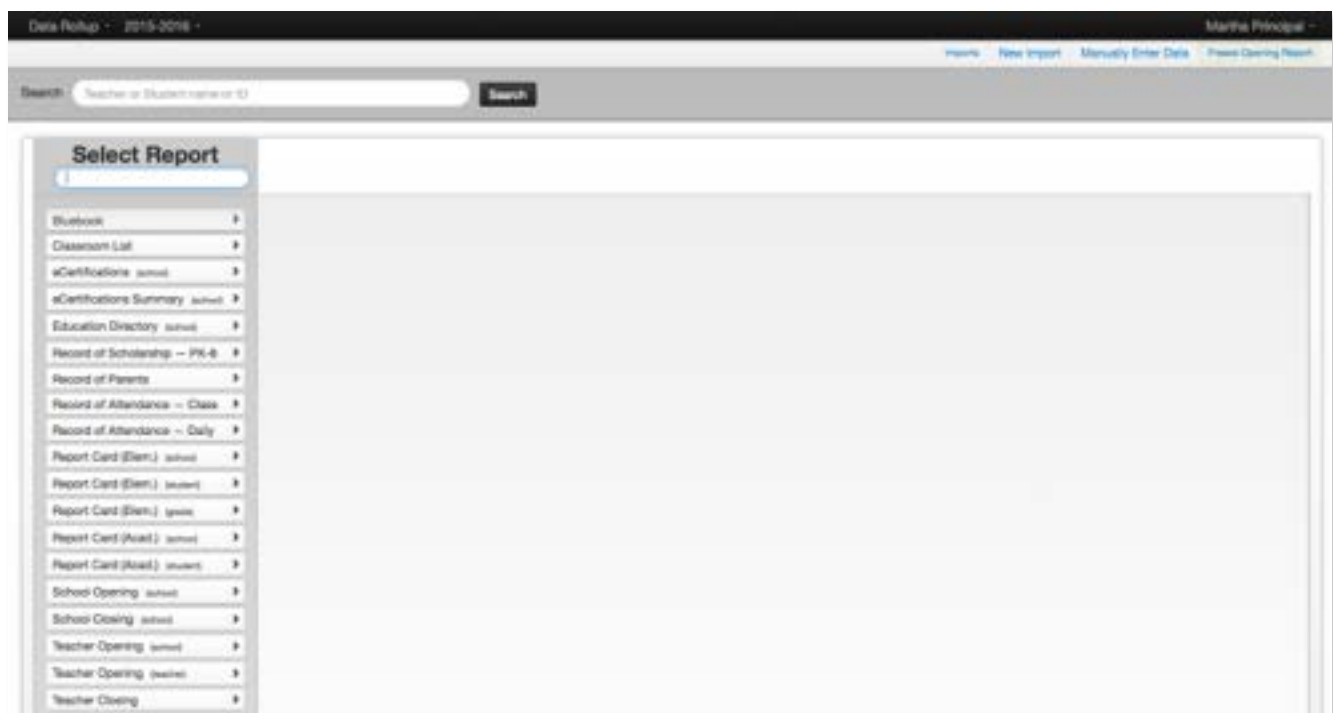 Data Rollup 2015-2016 Martha Principal
Imports New Import Manually Enter Data Freeze Opening Report
Search Teacher or Student name or ID Search
Select Report
Bluebook
Classroom List
eCertifications (school)
eCertifications Summary (school)
Education Directory (school)
Record of Scholarship — PK-8
Record of Parents
Record of Attendance — Class
Record of Attendance — Daily
Report Card (Elem.) (school)
Report Card (Elem.) (student)
Report Card (Elem.) (grade)
Report Card (Acad.) (school)
Report Card (Acad.) (student)
School Opening (school)
School Closing (school)
Teacher Opening (school)
Teacher Opening (teacher)
Teacher Closing